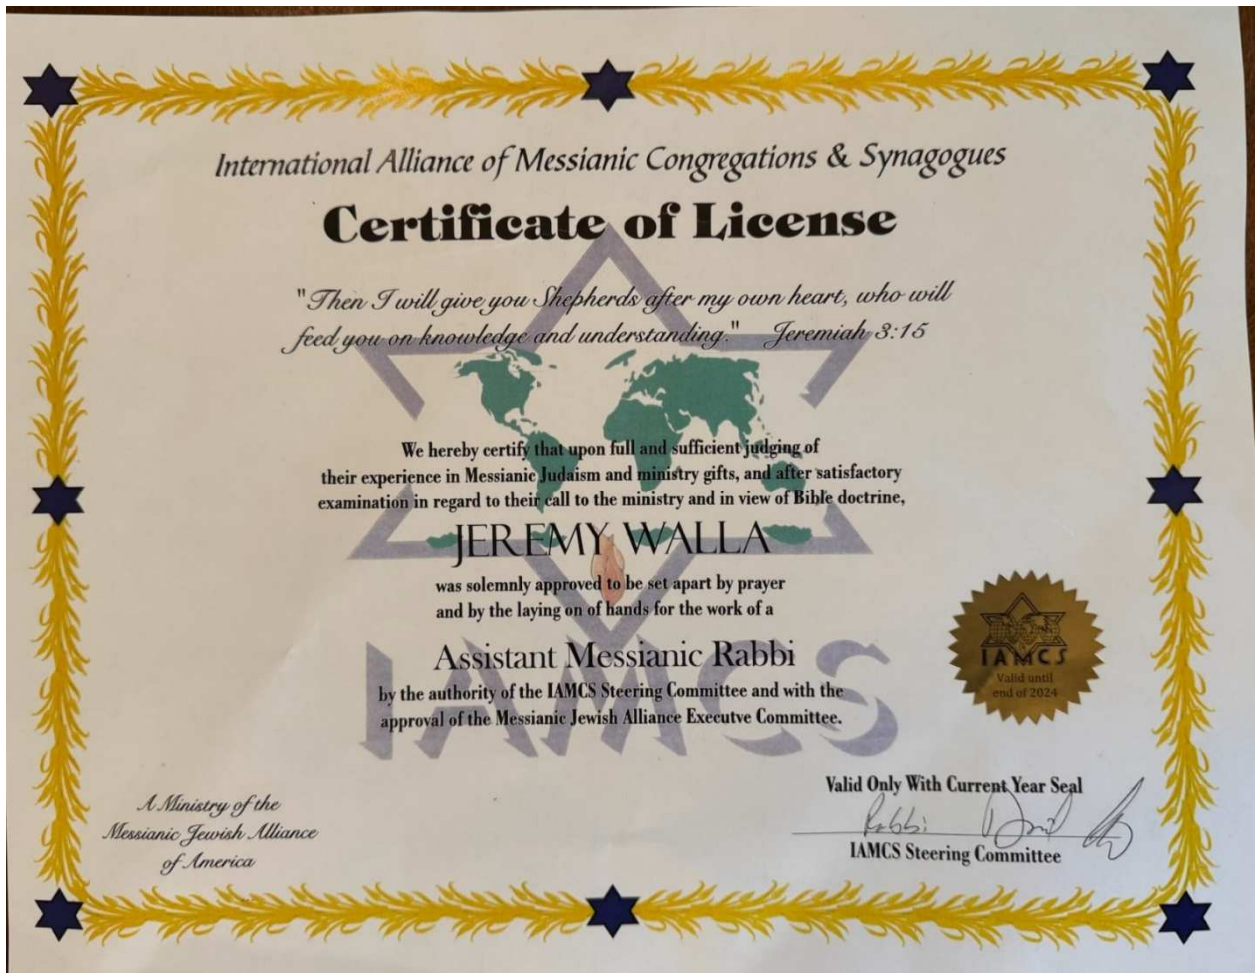 International Alliance of Messianic Congregations & Synagogues
Certificate of License
"Then I will give you Shepherds after my own heart, who will
feed you on knowledge and understanding." Jeremiah 3:15
We hereby certify that upon full and sufficient judging of
their experience in Messianic Judaism and ministry gifts, and after satisfactory
examination in regard to their call to the ministry and in view of Bible doctrine,
JEREMY WALLA
was solemnly approved to be set apart by prayer
and by the laying on of hands for the work of a
Assistant Messianic Rabbi
by the authority of the IAMCS Steering Committee and with the
approval of the Messianic Jewish Alliance Executve Committee.
IAMCS
IAMCS
Valid until
end of 2024
Valid Only With Current Year Seal
Rabbi David
IAMCS Steering Committee
A Ministry of the
Messianic Jewish Alliance
of America